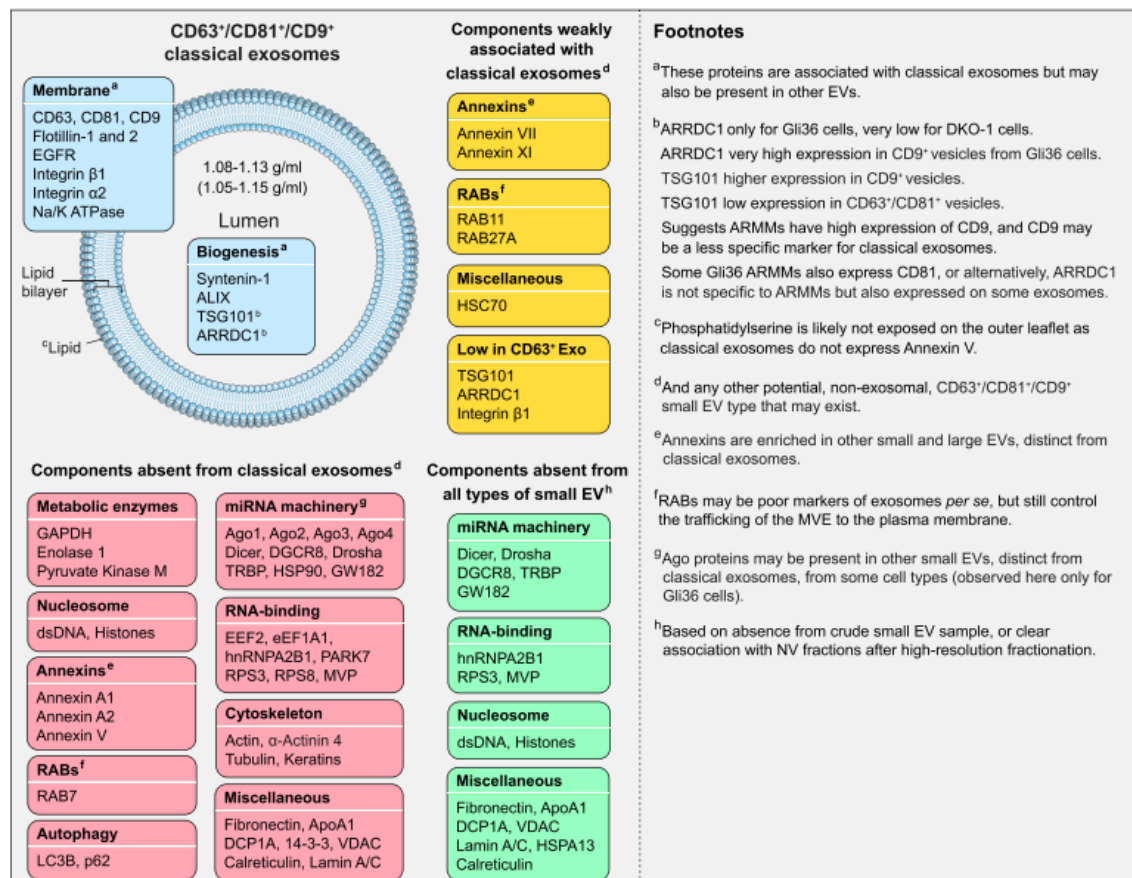 CD63⁺/CD81⁺/CD9⁺
classical exosomes
Membraneᵃ
CD63, CD81, CD9
Flotillin-1 and 2
EGFR
Integrin β1
Integrin α2
Na/K ATPase
1.08-1.13 g/ml
(1.05-1.15 g/ml)
Lumen
Biogenesisᵃ
Syntenin-1
ALIX
TSG101ᵇ
ARRDC1ᵇ
Lipid
bilayer
ᶜLipid
Components weakly
associated with
classical exosomesᵈ
Annexinsᵉ
Annexin VII
Annexin XI
RABsᶠ
RAB11
RAB27A
Miscellaneous
HSC70
Low in CD63⁺ Exo
TSG101
ARRDC1
Integrin β1
Components absent from classical exosomesᵈ
Metabolic enzymes
GAPDH
Enolase 1
Pyruvate Kinase M
Nucleosome
dsDNA, Histones
Annexinsᵉ
Annexin A1
Annexin A2
Annexin V
RABsᶠ
RAB7
Autophagy
LC3B, p62
miRNA machineryᵍ
Ago1, Ago2, Ago3, Ago4
Dicer, DGCR8, Drosha
TRBP, HSP90, GW182
RNA-binding
EEF2, eEF1A1,
hnRNPA2B1, PARK7
RPS3, RPS8, MVP
Cytoskeleton
Actin, α-Actinin 4
Tubulin, Keratins
Miscellaneous
Fibronectin, ApoA1
DCP1A, 14-3-3, VDAC
Calreticulin, Lamin A/C
Components absent from
all types of small EVʰ
miRNA machinery
Dicer, Drosha
DGCR8, TRBP
GW182
RNA-binding
hnRNPA2B1
RPS3, MVP
Nucleosome
dsDNA, Histones
Miscellaneous
Fibronectin, ApoA1
DCP1A, VDAC
Lamin A/C, HSPA13
Calreticulin
Footnotes
ᵃThese proteins are associated with classical exosomes but may
also be present in other EVs.
ᵇARRDC1 only for Gli36 cells, very low for DKO-1 cells.
ARRDC1 very high expression in CD9⁺ vesicles from Gli36 cells.
TSG101 higher expression in CD9⁺ vesicles.
TSG101 low expression in CD63⁺/CD81⁺ vesicles.
Suggests ARMMs have high expression of CD9, and CD9 may
be a less specific marker for classical exosomes.
Some Gli36 ARMMs also express CD81, or alternatively, ARRDC1
is not specific to ARMMs but also expressed on some exosomes.
ᶜPhosphatidylserine is likely not exposed on the outer leaflet as
classical exosomes do not express Annexin V.
ᵈAnd any other potential, non-exosomal, CD63⁺/CD81⁺/CD9⁺
small EV type that may exist.
ᵉAnnexins are enriched in other small and large EVs, distinct from
classical exosomes.
ᶠRABs may be poor markers of exosomes per se, but still control
the trafficking of the MVE to the plasma membrane.
ᵍAgo proteins may be present in other small EVs, distinct from
classical exosomes, from some cell types (observed here only for
Gli36 cells).
ʰBased on absence from crude small EV sample, or clear
association with NV fractions after high-resolution fractionation.